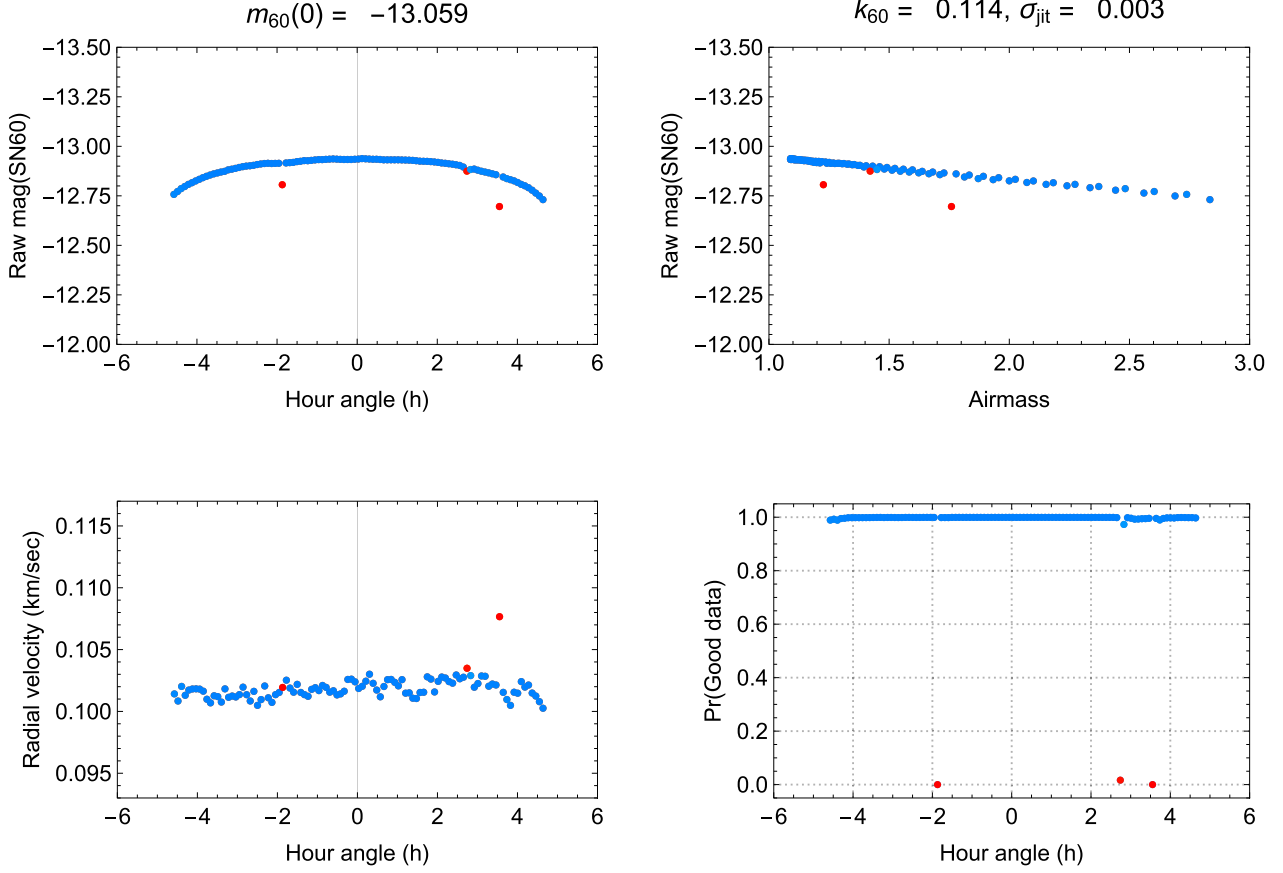 m60(0) = −13.059
k60 = 0.114, σjit = 0.003
−13.50
−13.25
−13.00
−12.75
−12.50
−12.25
−12.00
Raw mag(SN60)
−6 −4 −2 0 2 4 6
Hour angle (h)
−13.50
−13.25
−13.00
−12.75
−12.50
−12.25
−12.00
Raw mag(SN60)
1.0 1.5 2.0 2.5 3.0
Airmass
0.115
0.110
0.105
0.100
0.095
Radial velocity (km/sec)
−6 −4 −2 0 2 4 6
Hour angle (h)
1.0
0.8
0.6
0.4
0.2
0.0
Pr(Good data)
−6 −4 −2 0 2 4 6
Hour angle (h)